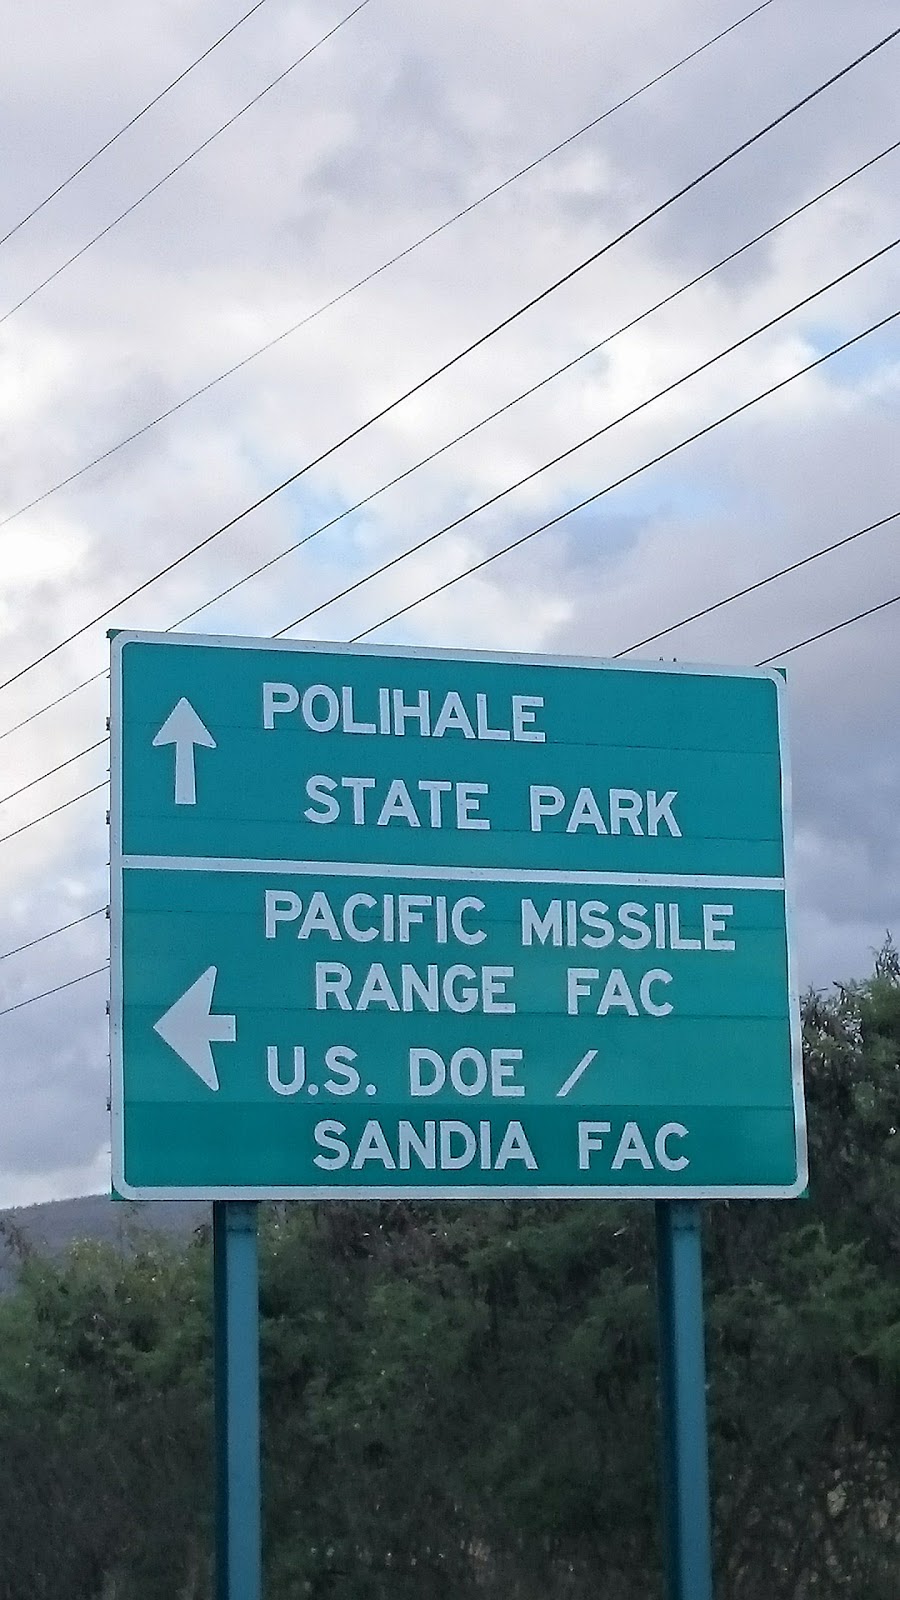 POLIHALE
STATE PARK
PACIFIC MISSILE
RANGE FAC
U.S. DOE /
SANDIA FAC